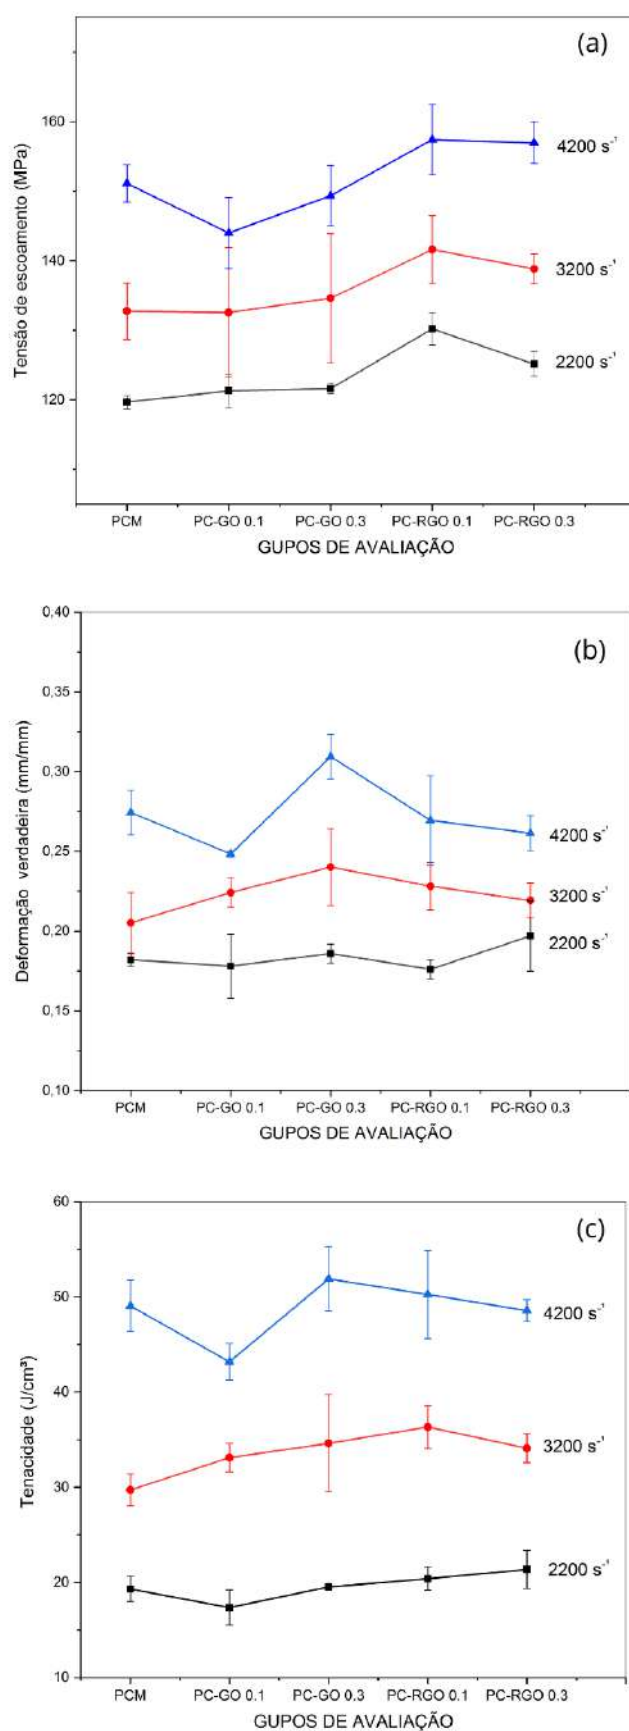 (a)
Tensão de escoamento (MPa)
160
140
120
4200 s⁻¹
3200 s⁻¹
2200 s⁻¹
PCM PC-GO 0.1 PC-GO 0.3 PC-RGO 0.1 PC-RGO 0.3
GUPOS DE AVALIAÇÃO
(b)
Deformação verdadeira (mm/mm)
0,40
0,35
0,30
0,25
0,20
0,15
0,10
4200 s⁻¹
3200 s⁻¹
2200 s⁻¹
PCM PC-GO 0.1 PC-GO 0.3 PC-RGO 0.1 PC-RGO 0.3
GUPOS DE AVALIAÇÃO
(c)
Tenacidade (J/cm³)
60
50
40
30
20
10
4200 s⁻¹
3200 s⁻¹
2200 s⁻¹
PCM PC-GO 0.1 PC-GO 0.3 PC-RGO 0.1 PC-RGO 0.3
GUPOS DE AVALIAÇÃO